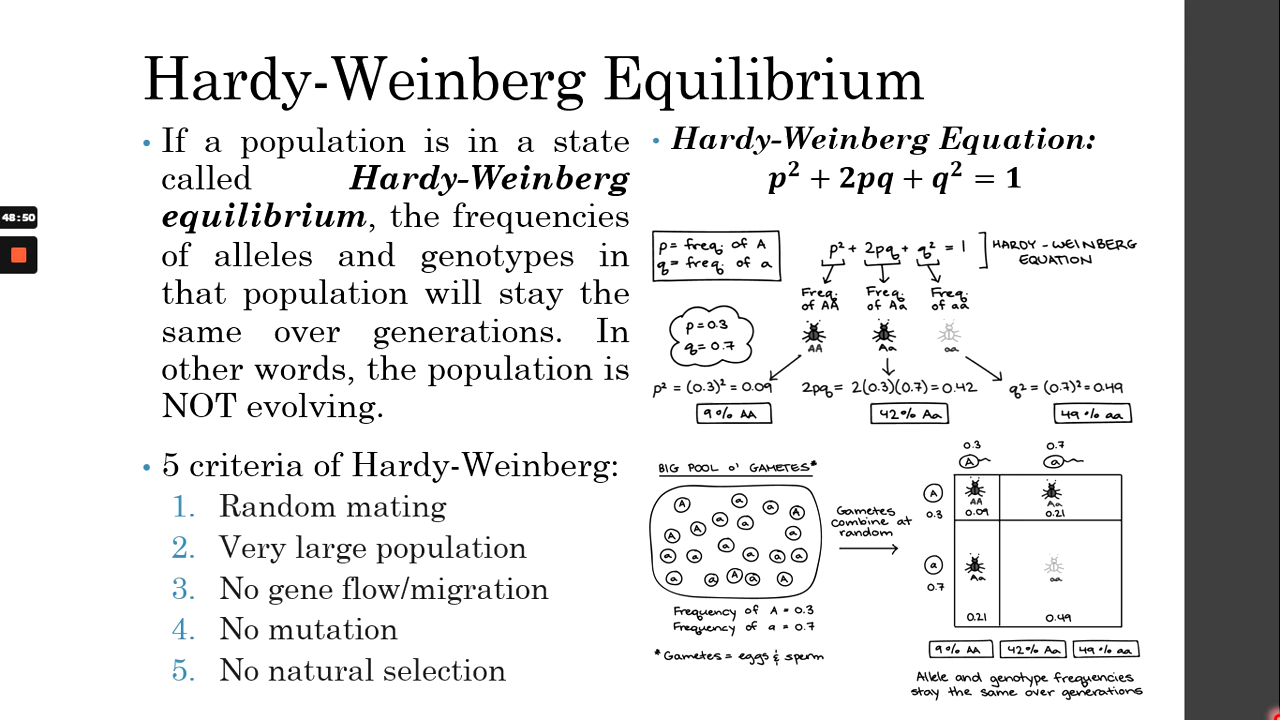 Hardy-Weinberg Equilibrium
• If a population is in a state
called Hardy-Weinberg
equilibrium, the frequencies
of alleles and genotypes in
that population will stay the
same over generations. In
other words, the population is
NOT evolving.
• 5 criteria of Hardy-Weinberg:
1. Random mating
2. Very large population
3. No gene flow/migration
4. No mutation
5. No natural selection
• Hardy-Weinberg Equation:
p² + 2pq + q² = 1
p = freq. of A
q = freq. of a
p² + 2pq + q² = 1
HARDY-WEINBERG
EQUATION
Freq. of AA
Freq. of Aa
Freq. of aa
p = 0.3
q = 0.7
AA
Aa
aa
p² = (0.3)² = 0.09
2pq = 2(0.3)(0.7) = 0.42
q² = (0.7)² = 0.49
9% AA
42% Aa
49% aa
BIG POOL O' GAMETES*
A a a A
A A a a a
a a a a a a
a a A a A
Frequency of A = 0.3
Frequency of a = 0.7
*Gametes = eggs & sperm
Gametes
combine at
random
0.3 0.7
A a
A
0.3
AA
0.09
Aa
0.21
a
0.7
Aa
0.21
aa
0.49
9% AA 42% Aa 49% aa
Allele and genotype frequencies
stay the same over generations
48:50